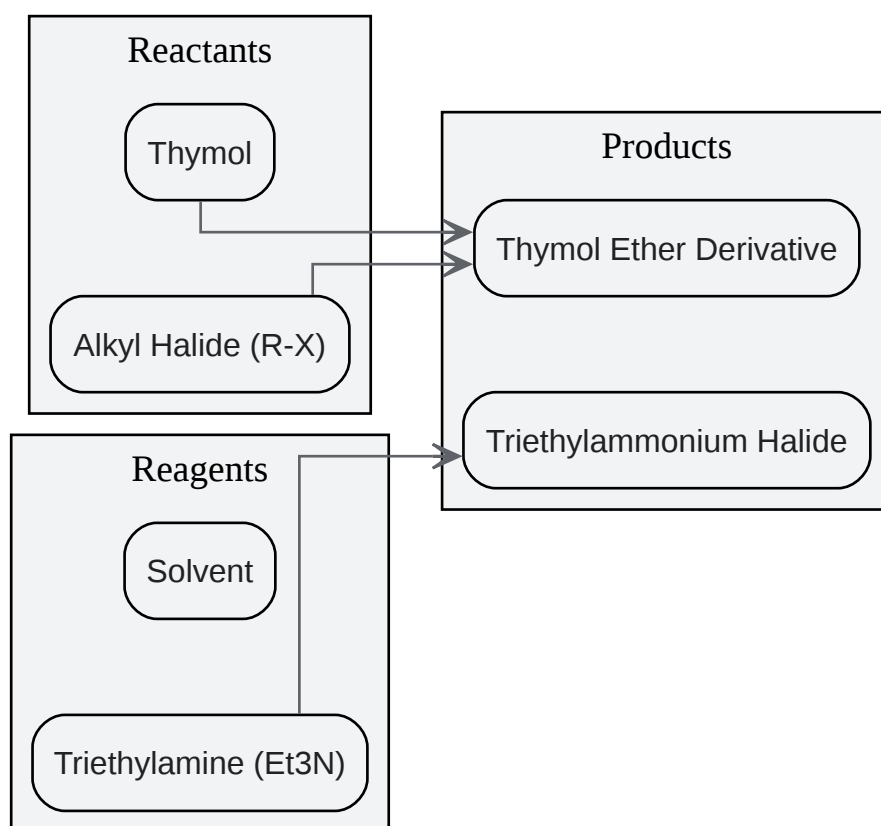 Reactants
Thymol
Alkyl Halide (R-X)
Products
Thymol Ether Derivative
Triethylammonium Halide
Reagents
Solvent
Triethylamine (Et3N)